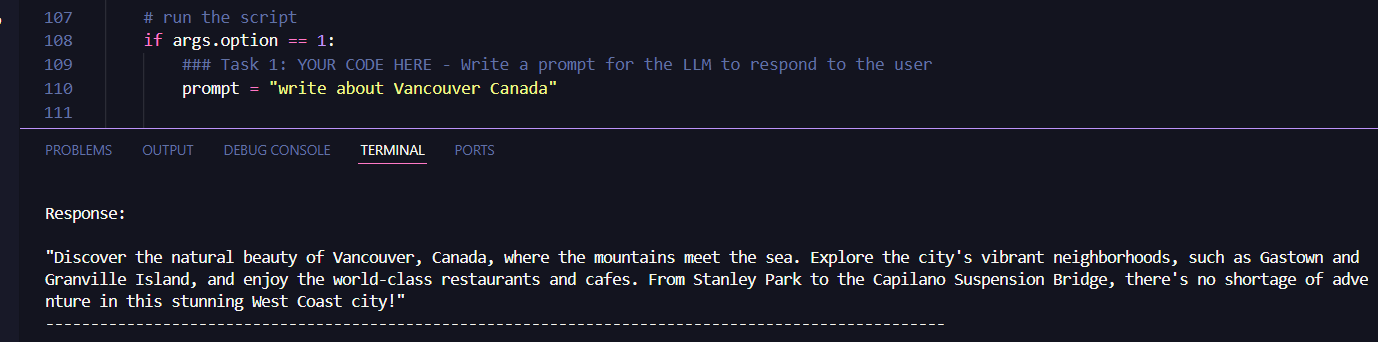 107 # run the script
108 if args.option == 1:
109 ### Task 1: YOUR CODE HERE - Write a prompt for the LLM to respond to the user
110 prompt = "write about Vancouver Canada"
111
PROBLEMS OUTPUT DEBUG CONSOLE TERMINAL PORTS
Response:
"Discover the natural beauty of Vancouver, Canada, where the mountains meet the sea. Explore the city's vibrant neighborhoods, such as Gastown and
Granville Island, and enjoy the world-class restaurants and cafes. From Stanley Park to the Capilano Suspension Bridge, there's no shortage of adve
nture in this stunning West Coast city!"
----------------------------------------------------------------------------------------------------